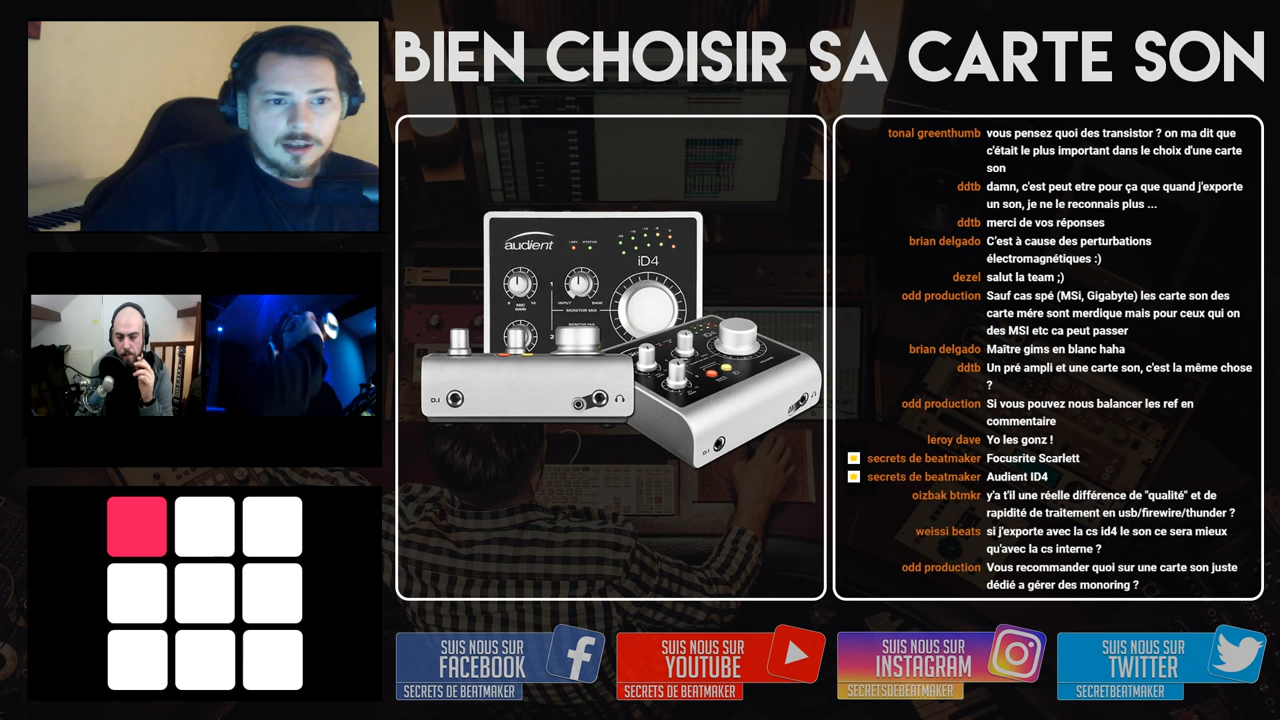 BIEN CHOISIR SA CARTE SON
audient
iD4
MIC
GAIN
INPUT
DAW
MONITOR MIX
MONITOR PAN
1
2
D.I
D.I
tonal greenthumb vous pensez quoi des transistor ? on ma dit que
c'était le plus important dans le choix d'une carte
son
ddtb damn, c'est peut etre pour ça que quand j'exporte
un son, je ne le reconnais plus ...
ddtb merci de vos réponses
brian delgado C'est à cause des perturbations
électromagnétiques :)
dezel salut la team ;)
odd production Sauf cas spé (MSi, Gigabyte) les carte son des
carte mére sont merdique mais pour ceux qui on
des MSI etc ca peut passer
brian delgado Maître gims en blanc haha
ddtb Un pré ampli et une carte son, c'est la même chose
?
odd production Si vous pouvez nous balancer les ref en
commentaire
leroy dave Yo les gonz !
secrets de beatmaker Focusrite Scarlett
secrets de beatmaker Audient ID4
oizbak btmkr y'a t'il une réelle différence de "qualité" et de
rapidité de traitement en usb/firewire/thunder ?
weissi beats si j'exporte avec la cs id4 le son ce sera mieux
qu'avec la cs interne ?
odd production Vous recommander quoi sur une carte son juste
dédié a gérer des monoring ?
SUIS NOUS SUR
FACEBOOK
SECRETS DE BEATMAKER
SUIS NOUS SUR
YOUTUBE
SECRETS DE BEATMAKER
SUIS NOUS SUR
INSTAGRAM
SECRETSDEBEATMAKER
SUIS NOUS SUR
TWITTER
SECRETBEATMAKER